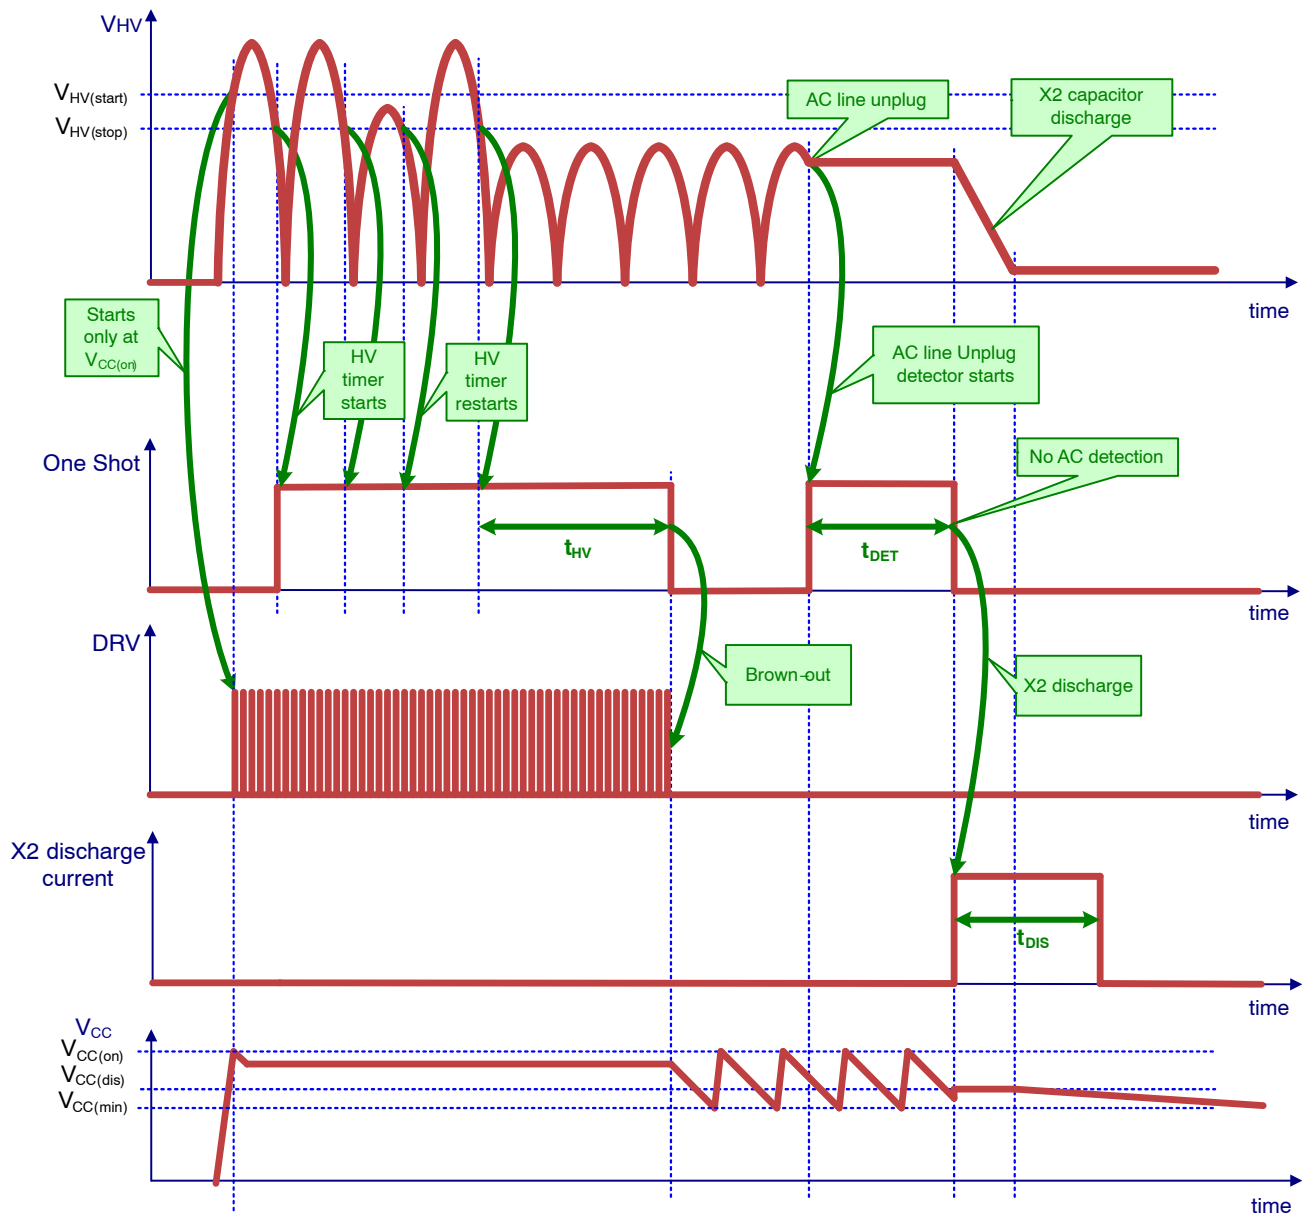 VHV
VHV(start)
VHV(stop)
AC line unplug
X2 capacitor
discharge
time
Starts
only at
VCC(on)
HV
timer
starts
HV
timer
restarts
AC line Unplug
detector starts
One Shot
No AC detection
tHV
tDET
time
DRV
Brown-out
X2 discharge
time
X2 discharge
current
tDIS
time
VCC
VCC(on)
VCC(dis)
VCC(min)
time